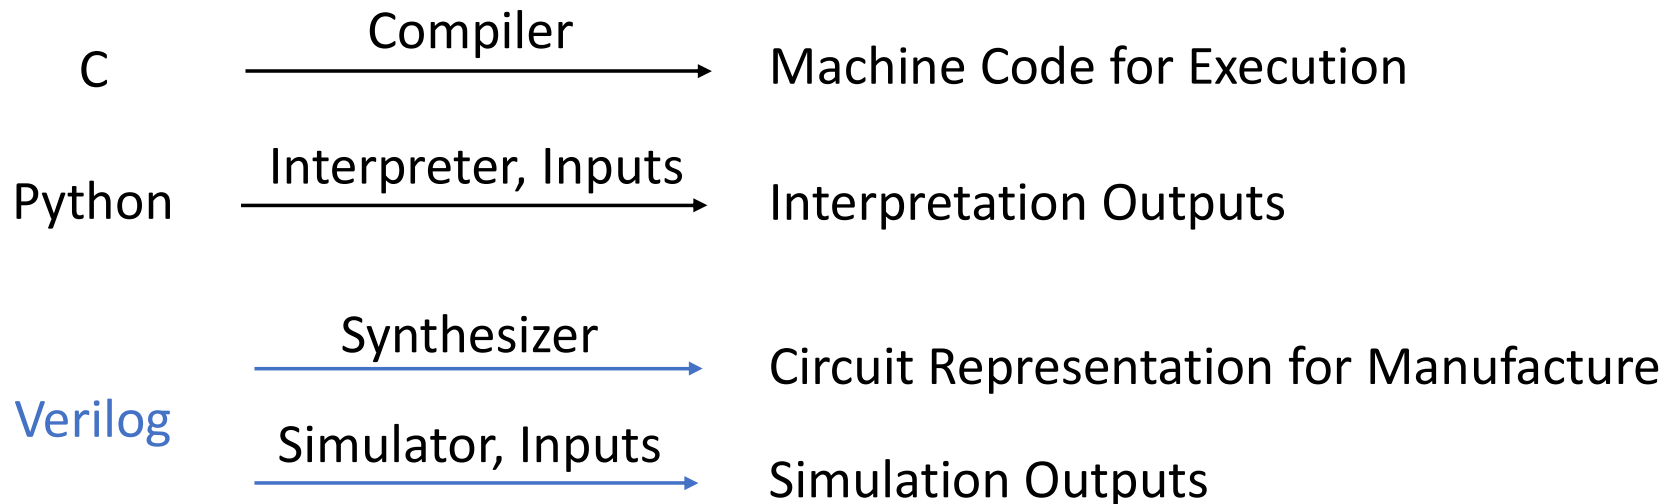 Compiler
C
Machine Code for Execution
Interpreter, Inputs
Python
Interpretation Outputs
Synthesizer
Circuit Representation for Manufacture
Verilog
Simulator, Inputs
Simulation Outputs